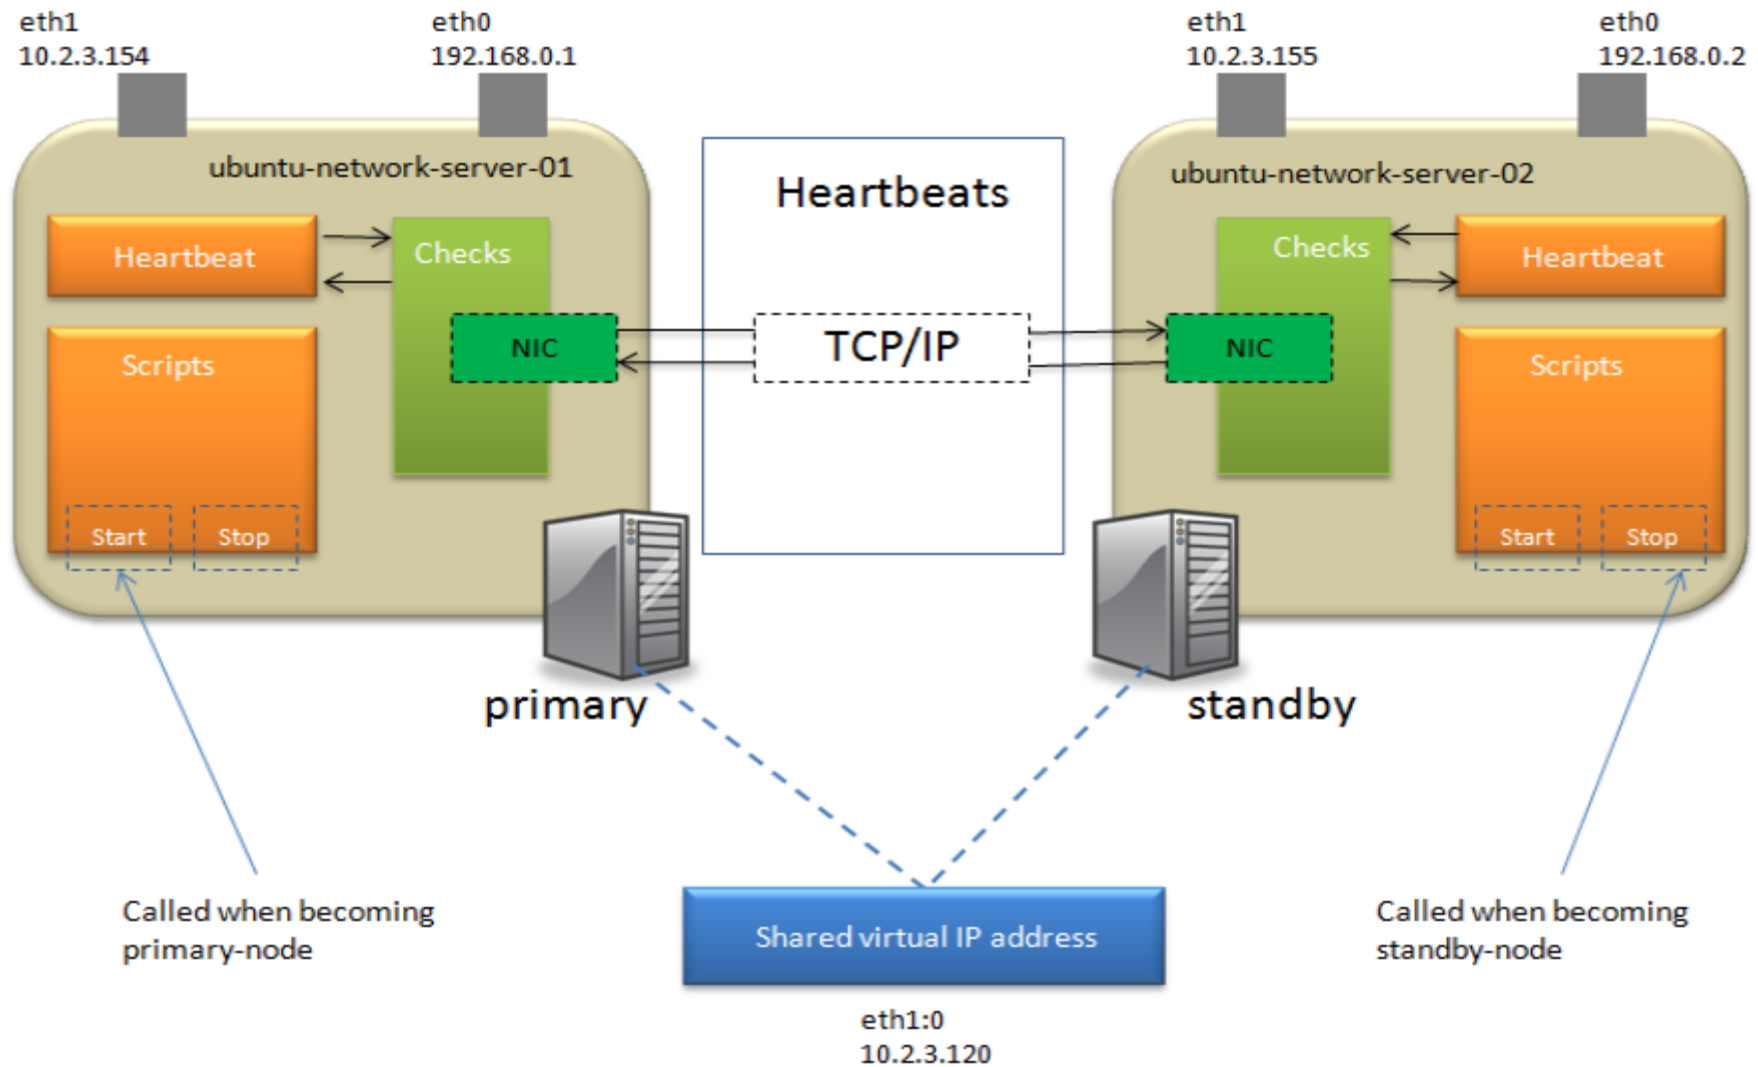 eth1
10.2.3.154
eth0
192.168.0.1
eth1
10.2.3.155
eth0
192.168.0.2
ubuntu-network-server-01
Heartbeats
ubuntu-network-server-02
Heartbeat
Checks
Checks
Heartbeat
NIC
TCP/IP
NIC
Scripts
Scripts
Start
Stop
Start
Stop
primary
standby
Called when becoming
primary-node
Shared virtual IP address
Called when becoming
standby-node
eth1:0
10.2.3.120